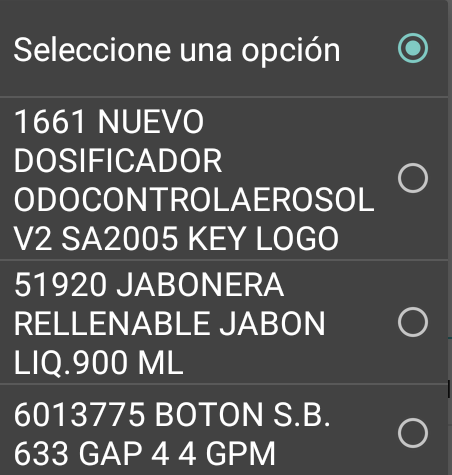 Seleccione una opción
1661 NUEVO
DOSIFICADOR
ODOCONTROLAEROSOL
V2 SA2005 KEY LOGO
51920 JABONERA
RELLENABLE JABON
LIQ.900 ML
6013775 BOTON S.B.
633 GAP 4 4 GPM